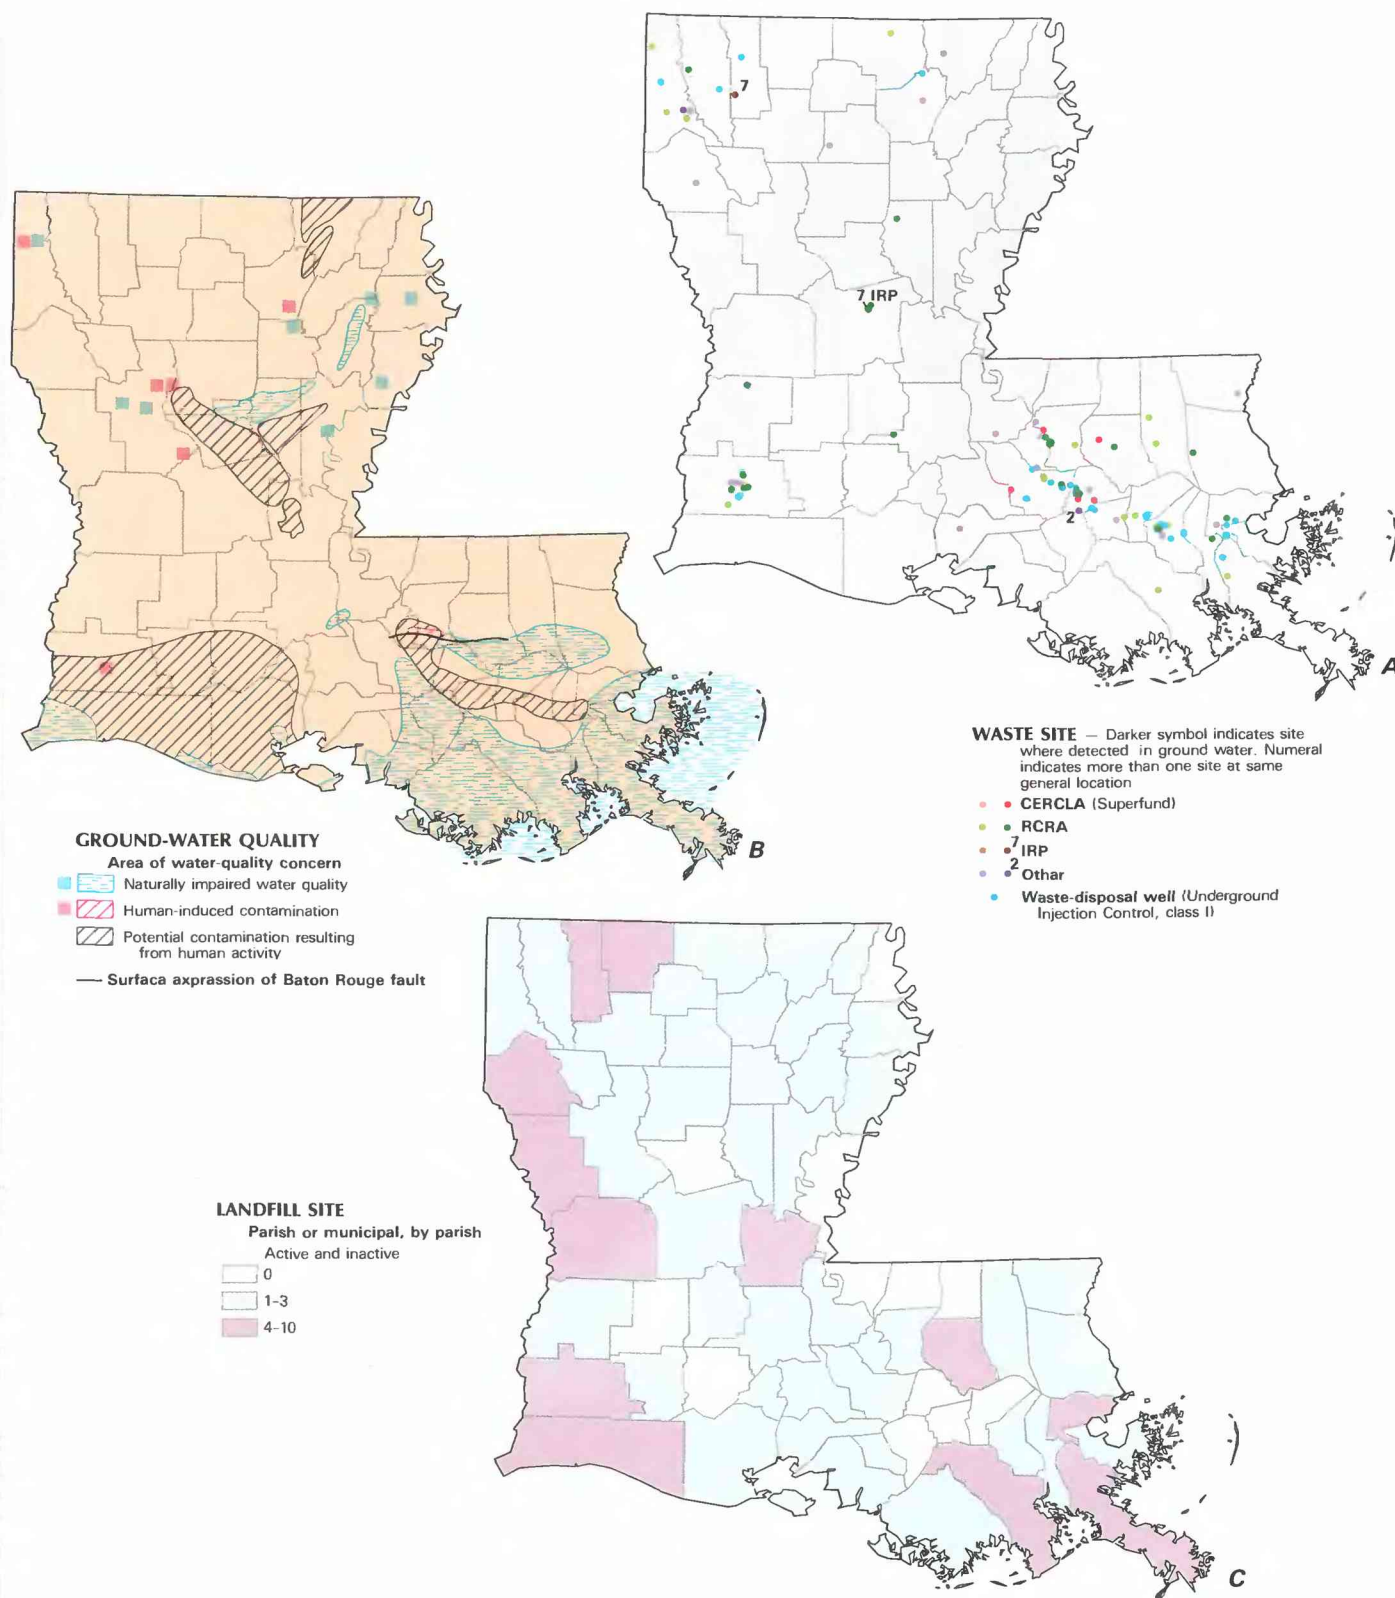 7
7 IRP
2
A
WASTE SITE — Darker symbol indicates site
where detected in ground water. Numeral
indicates more than one site at same
general location
CERCLA (Superfund)
RCRA
7 IRP
2 Othar
Waste-disposal well (Underground
Injection Control, class I)
B
GROUND-WATER QUALITY
Area of water-quality concern
Naturally impaired water quality
Human-induced contamination
Potential contamination resulting
from human activity
— Surfaca axprassion of Baton Rouge fault
LANDFILL SITE
Parish or municipal, by parish
Active and inactive
0
1-3
4-10
C